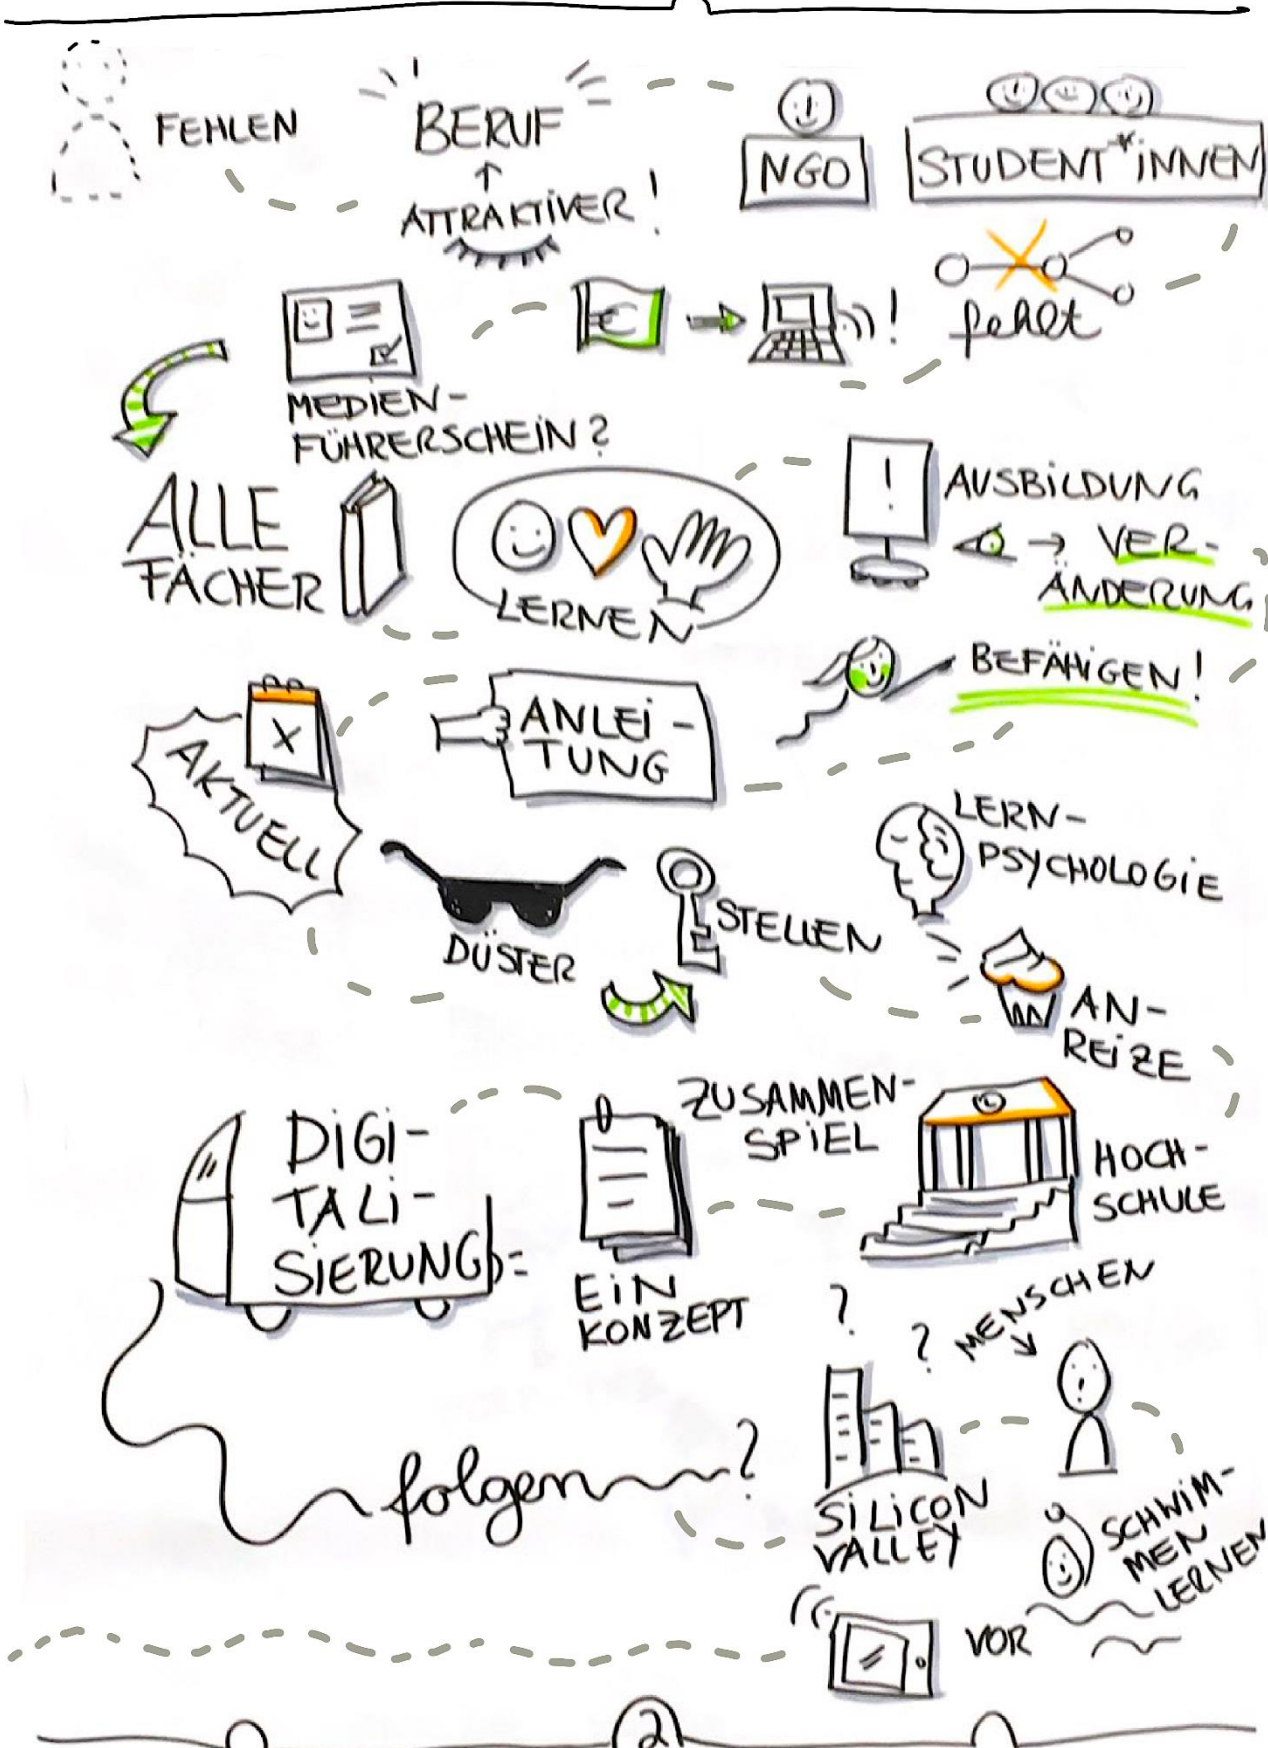 FEHLEN
BERUF
ATTRAKTIVER!
NGO
STUDENT*INNEN
fehlt
€
!
MEDIEN-
FÜHRERSCHEIN?
ALLE
FÄCHER
LERNEN
!
AUSBILDUNG
VER-
ÄNDERUNG
BEFÄHIGEN!
X
AKTUELL
ANLEI-
TUNG
DÜSTER
STELLEN
LERN-
PSYCHOLOGIE
AN-
REIZE
DIGI-
TALI-
SIERUNG =
EIN
KONZEPT
ZUSAMMEN-
SPIEL
HOCH-
SCHULE
folgen ?
? ?
SILICON
VALLEY
MENSCHEN
SCHWIM-
MEN
LERNEN
VOR
2